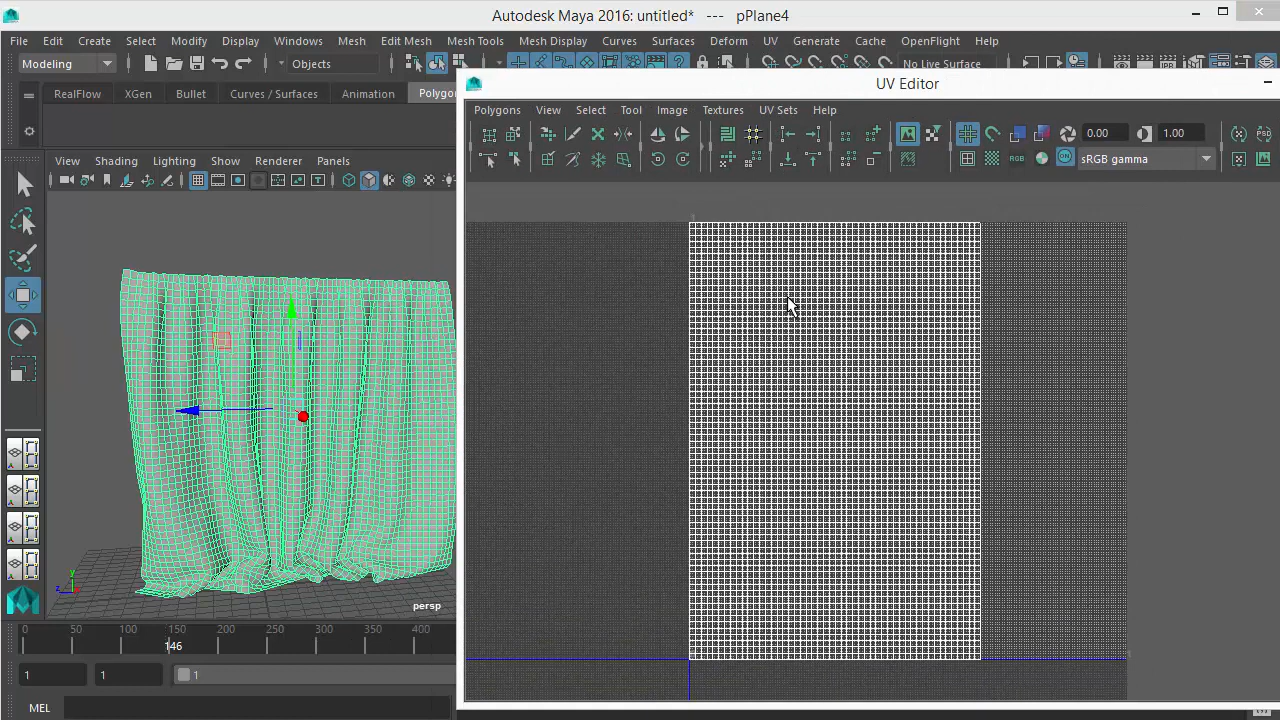 Autodesk Maya 2016: untitled* --- pPlane4
File Edit Create Select Modify Display Windows Mesh Edit Mesh Mesh Tools Mesh Display Curves Surfaces Deform UV Generate Cache OpenFlight Help
Modeling Objects No Live Surface
UV Editor
RealFlow XGen Bullet Curves / Surfaces Animation Polygo
Polygons View Select Tool Image Textures UV Sets Help
0.00 1.00 PSD
View Shading Lighting Show Renderer Panels
RGB ON sRGB gamma
persp
0 50 100 150 200 250 300 350 400
146
1 1 1
MEL